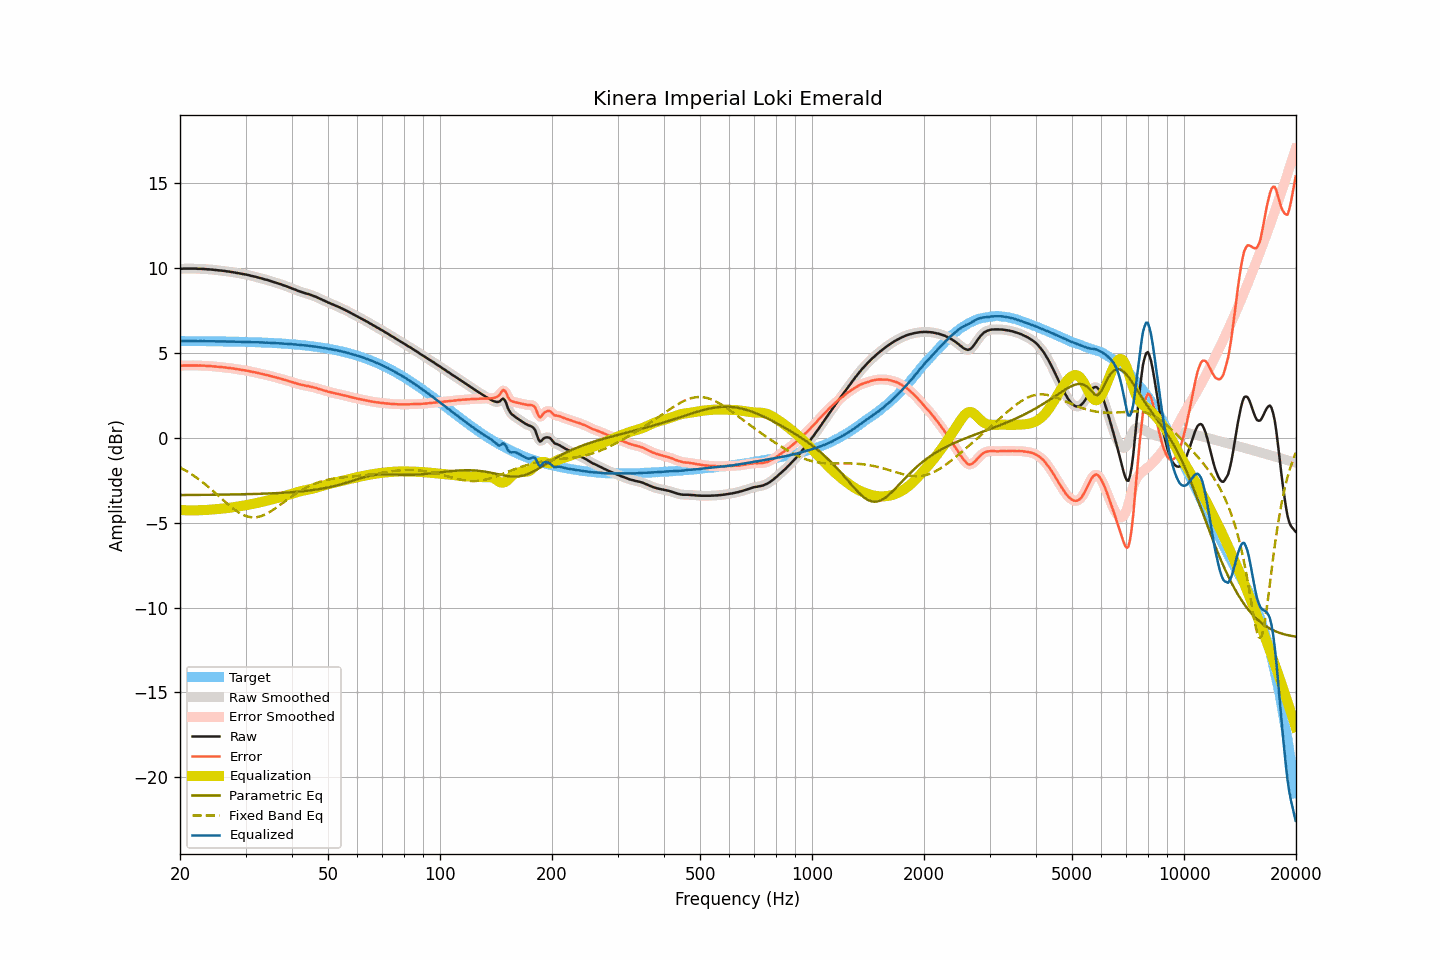 Kinera Imperial Loki Emerald
Amplitude (dBr)
15
10
5
0
−5
−10
−15
−20
Target
Raw Smoothed
Error Smoothed
Raw
Error
Equalization
Parametric Eq
Fixed Band Eq
Equalized
20 50 100 200 500 1000 2000 5000 10000 20000
Frequency (Hz)